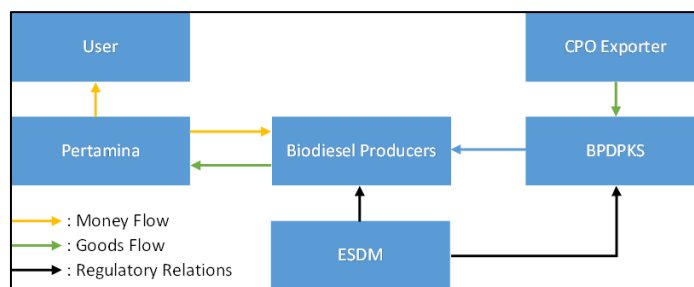 User
CPO Exporter
Pertamina
Biodiesel Producers
BPDPKS
ESDM
: Money Flow
: Goods Flow
: Regulatory Relations